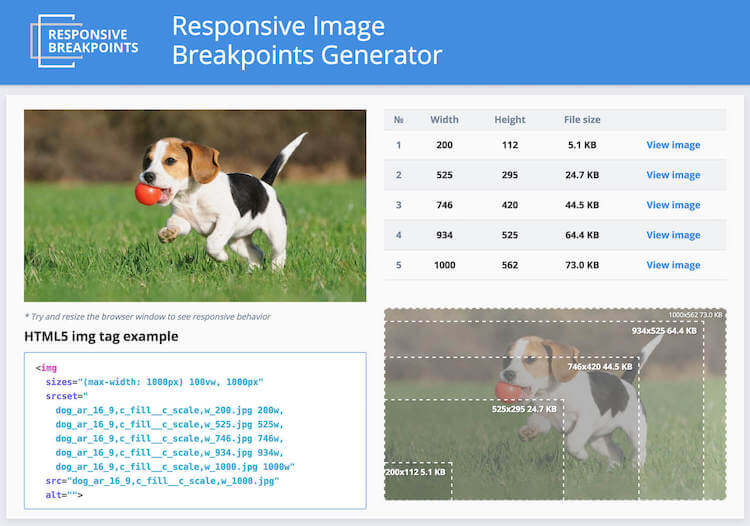 RESPONSIVE
BREAKPOINTS
Responsive Image
Breakpoints Generator
№ Width Height File size
1 200 112 5.1 KB View image
2 525 295 24.7 KB View image
3 746 420 44.5 KB View image
4 934 525 64.4 KB View image
5 1000 562 73.0 KB View image
* Try and resize the browser window to see responsive behavior
HTML5 img tag example
<img
sizes="(max-width: 1000px) 100vw, 1000px"
srcset="
dog_ar_16_9,c_fill__c_scale,w_200.jpg 200w,
dog_ar_16_9,c_fill__c_scale,w_525.jpg 525w,
dog_ar_16_9,c_fill__c_scale,w_746.jpg 746w,
dog_ar_16_9,c_fill__c_scale,w_934.jpg 934w,
dog_ar_16_9,c_fill__c_scale,w_1000.jpg 1000w"
src="dog_ar_16_9,c_fill__c_scale,w_1000.jpg"
alt="">
1000x562 73.0 KB
934x525 64.4 KB
746x420 44.5 KB
525x295 24.7 KB
200x112 5.1 KB